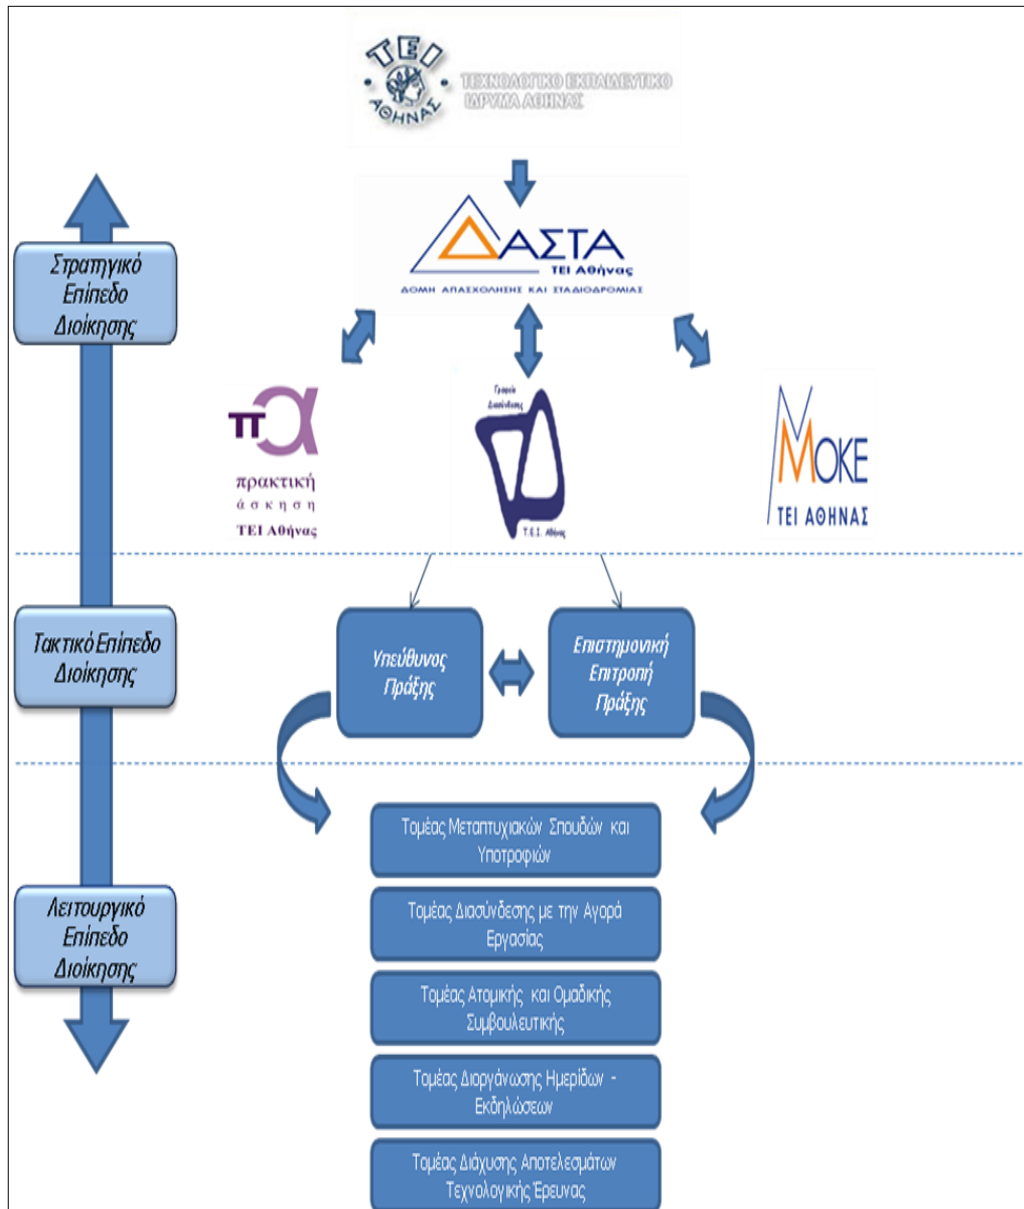 ΤΕΙ
ΑΘΗΝΑΣ
ΤΕΧΝΟΛΟΓΙΚΟ ΕΚΠΑΙΔΕΥΤΙΚΟ
ΙΔΡΥΜΑ ΑΘΗΝΑΣ
ΔΑΣΤΑ
ΤΕΙ Αθήνας
ΔΟΜΗ ΑΠΑΣΧΟΛΗΣΗΣ ΚΑΙ ΣΤΑΔΙΟΔΡΟΜΙΑΣ
Στρατηγικό
Επίπεδο
Διοίκησης
πα
πρακτική
άσκηση
ΤΕΙ Αθήνας
Γραφείο
Διασύνδεσης
Τ.Ε.Ι. Αθήνας
ΜΟΚΕ
ΤΕΙ ΑΘΗΝΑΣ
Τακτικό Επίπεδο
Διοίκησης
Υπεύθυνος
Πράξης
Επιστημονική
Επιτροπή
Πράξης
Λειτουργικό
Επίπεδο
Διοίκησης
Τομέας Μεταπτυχιακών Σπουδών και
Υποτροφιών
Τομέας Διασύνδεσης με την Αγορά
Εργασίας
Τομέας Ατομικής και Ομαδικής
Συμβουλευτικής
Τομέας Διοργάνωσης Ημερίδων -
Εκδηλώσεων
Τομέας Διάχυσης Αποτελεσμάτων
Τεχνολογικής Έρευνας